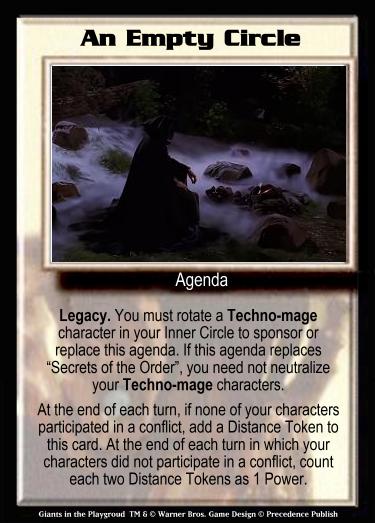 An Empty Circle
Agenda
Legacy. You must rotate a Techno-mage
character in your Inner Circle to sponsor or
replace this agenda. If this agenda replaces
“Secrets of the Order”, you need not neutralize
your Techno-mage characters.
At the end of each turn, if none of your characters
participated in a conflict, add a Distance Token to
this card. At the end of each turn in which your
characters did not participate in a conflict, count
each two Distance Tokens as 1 Power.
Giants in the Playgroud TM & © Warner Bros. Game Design © Precedence Publish